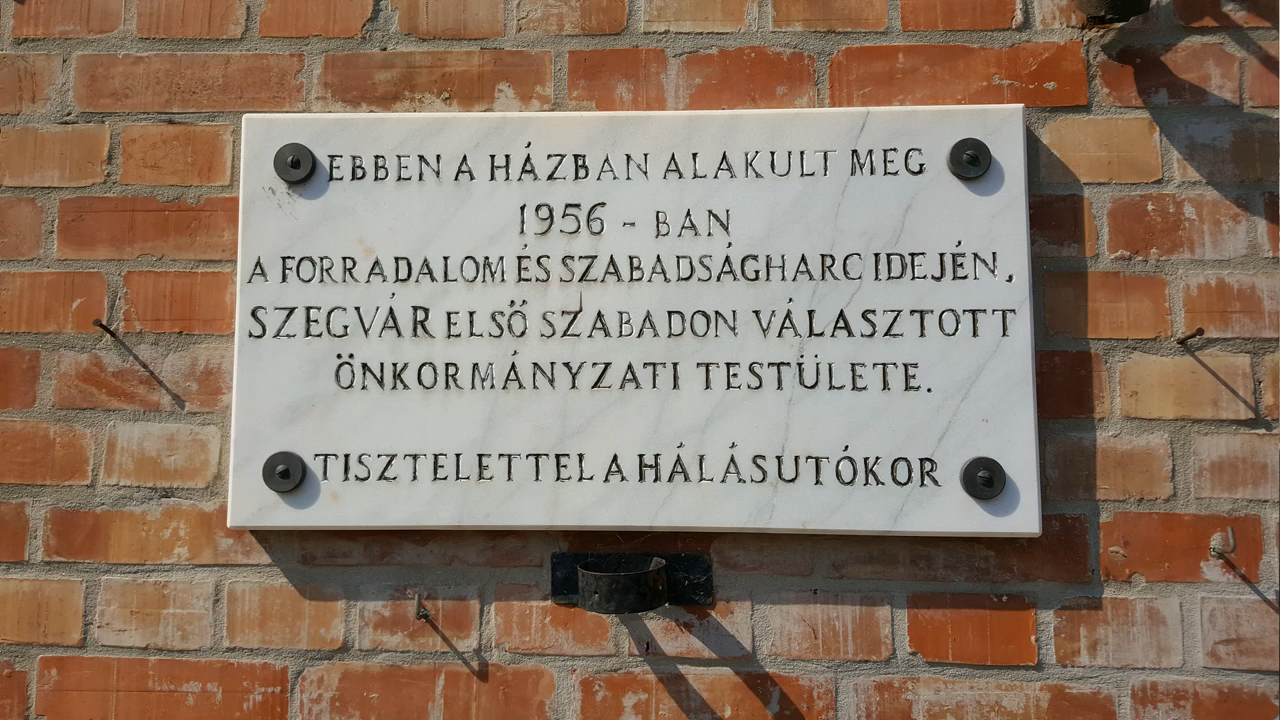 EBBEN A HÁZBAN ALAKULT MEG
1956 - BAN
A FORRADALOM ÉS SZABADSÁGHARC IDEJÉN,
SZEGVÁR ELSŐ SZABADON VÁLASZTOTT
ÖNKORMÁNYZATI TESTÜLETE.
TISZTELETTEL A HÁLÁS UTÓKOR